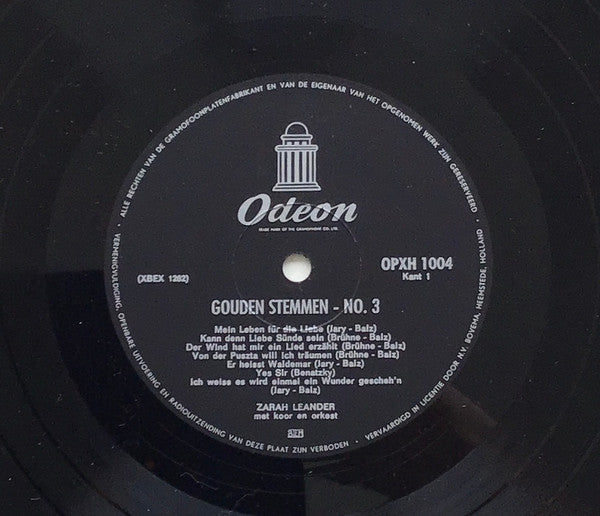 ALLE RECHTEN VAN DE GRAMOFOONPLATENFABRIKANT EN VAN DE EIGENAAR VAN HET OPGENOMEN WERK ZIJN GERESERVEERD.
Odeon
TRADE MARK OF THE GRAMOPHONE CO. LTD.
(XBEX 1262)
OPXH 1004
Kant 1
GOUDEN STEMMEN - NO. 3
Mein Leben für die Liebe (Jary - Balz)
Kann denn Liebe Sünde sein (Brühne - Balz)
Der Wind hat mir ein Lied erzählt (Brühne - Balz)
Von der Puszta will ich träumen (Brühne - Balz)
Er heisst Waldemar (Jary - Balz)
Yes Sir (Benatzky)
Ich weiss es wird einmal ein Wunder gescheh'n
(Jary - Balz)
ZARAH LEANDER
met koor en orkest
BIEM
• VERMENIGVULDIGING, OPENBARE UITVOERING EN RADIOUITZENDING VAN DEZE PLAAT ZIJN VERBODEN •
VERVAARDIGD IN LICENTIE DOOR N.V. BOVEMA, HEEMSTEDE, HOLLAND •